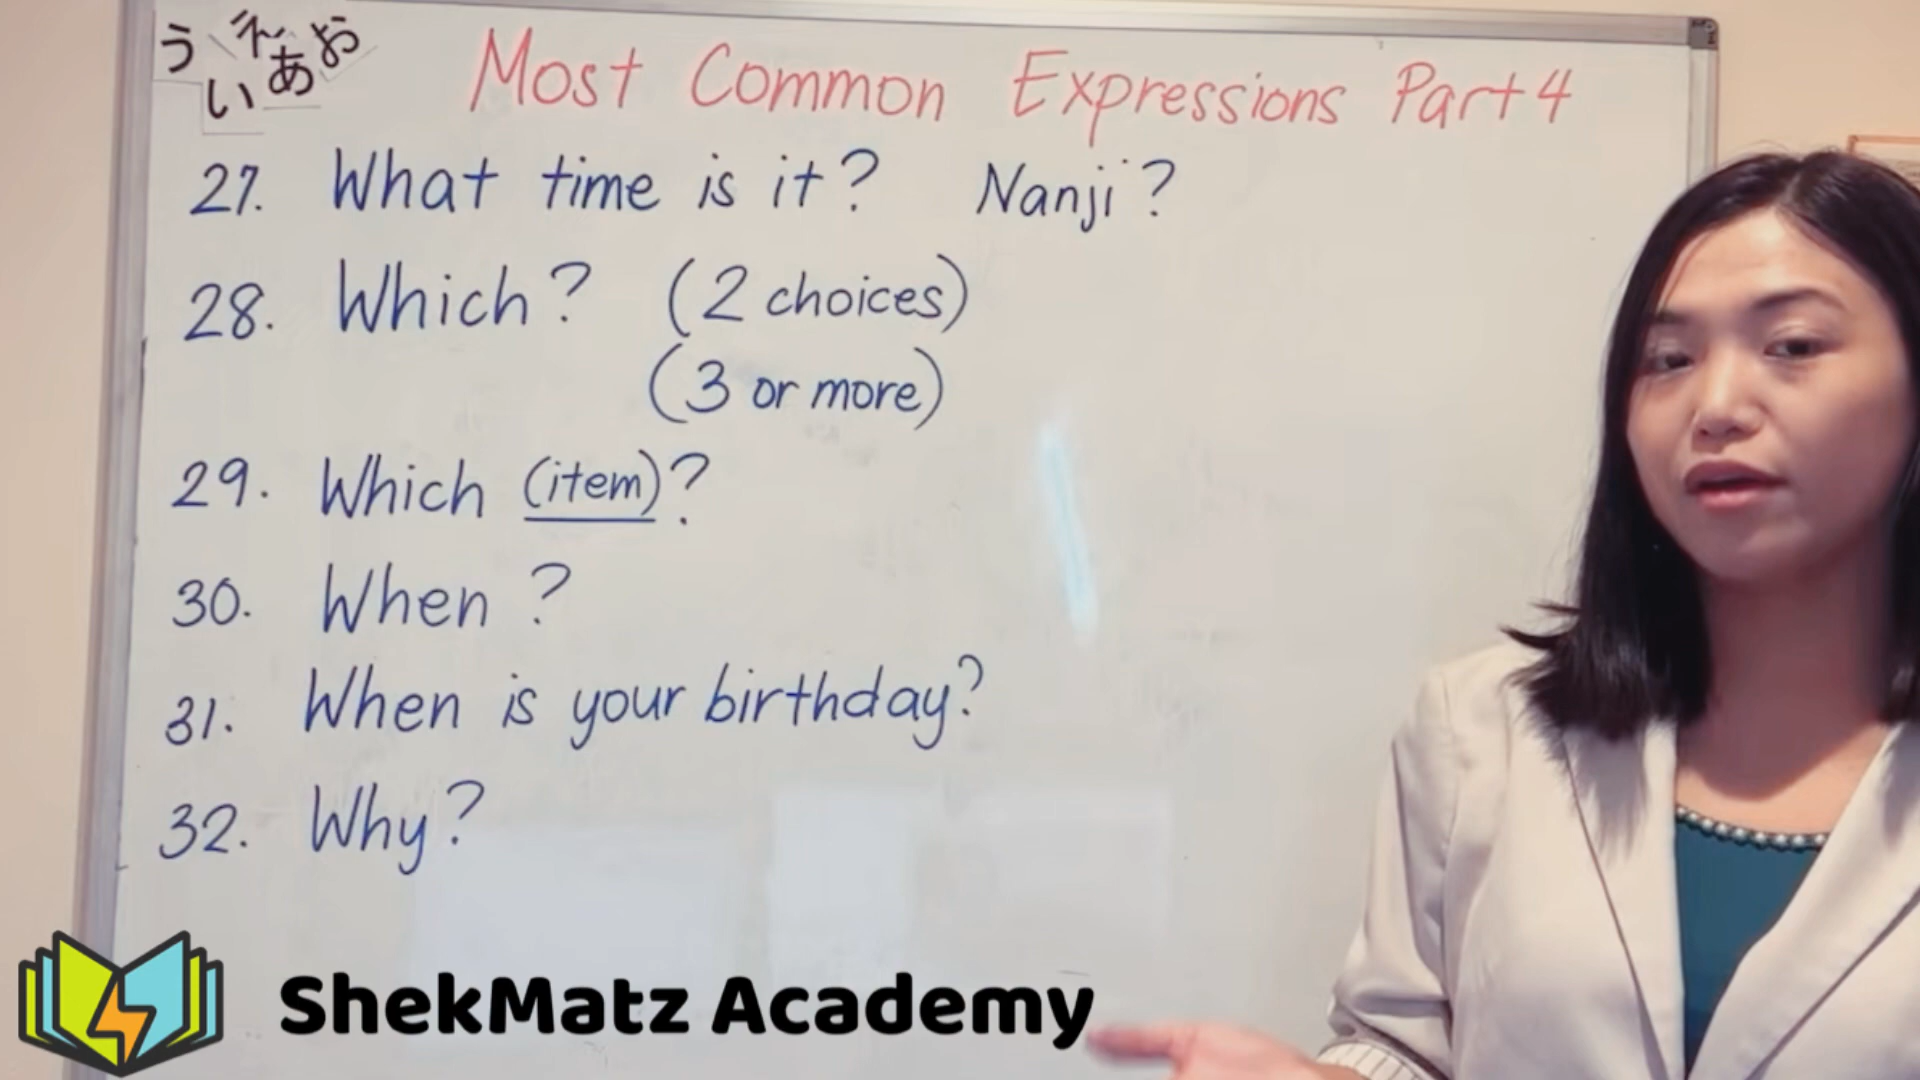 う え お
い あ
Most Common Expressions Part 4
27. What time is it? Nanji?
28. Which? (2 choices)
(3 or more)
29. Which (item)?
30. When?
31. When is your birthday?
32. Why?
ShekMatz Academy